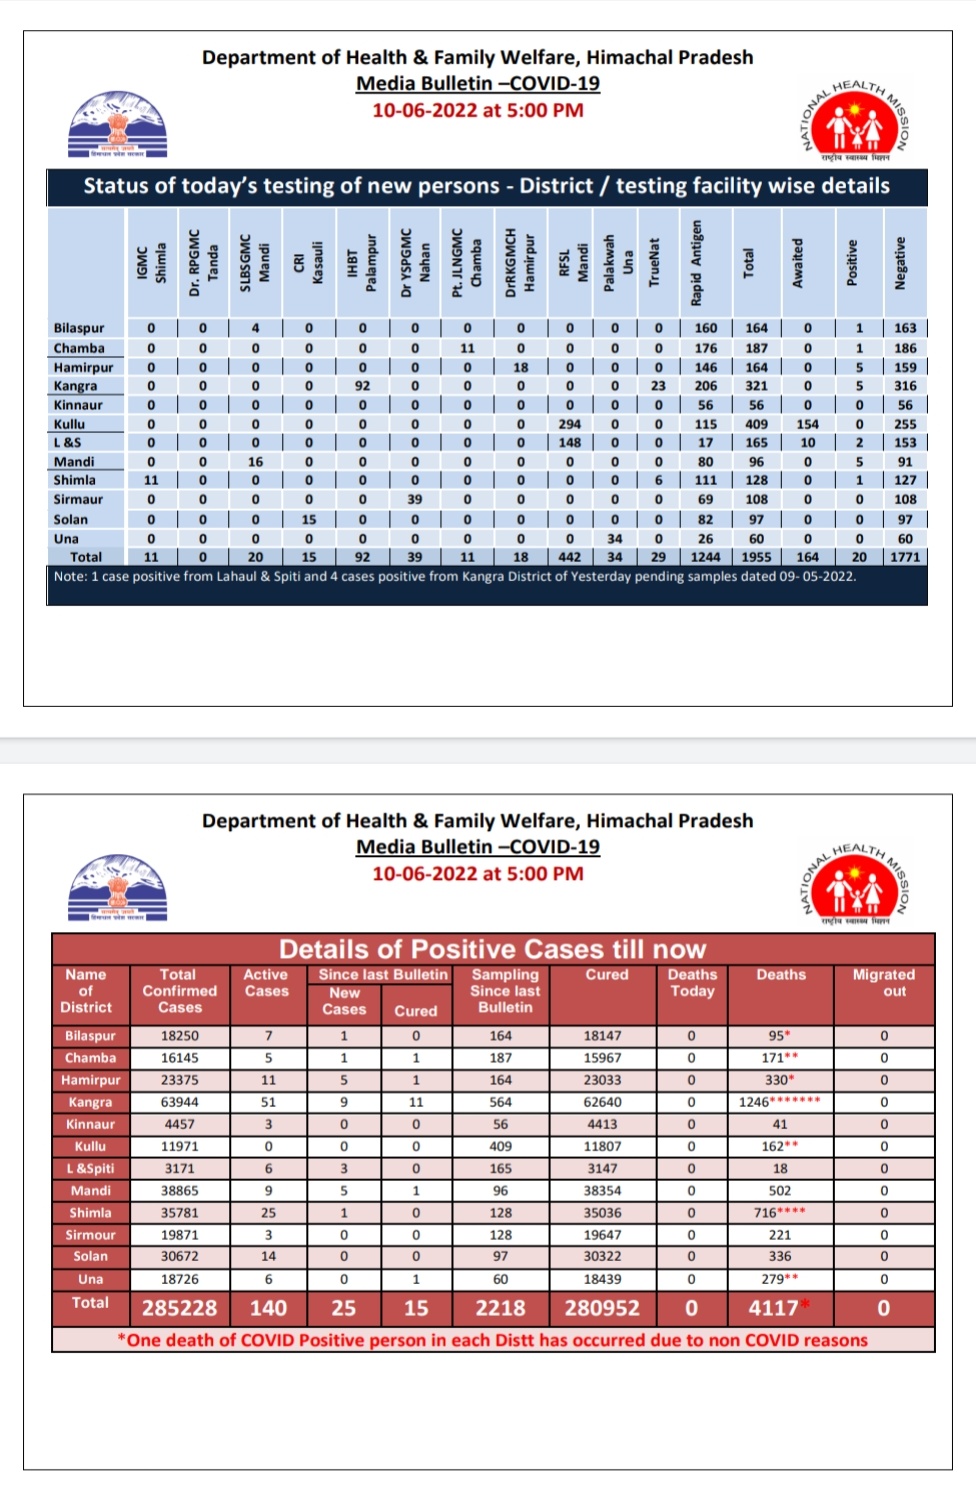 Department of Health & Family Welfare, Himachal Pradesh
Media Bulletin –COVID-19
10-06-2022 at 5:00 PM
NATIONAL HEALTH MISSION
राष्ट्रीय स्वास्थ्य मिशन
Status of today's testing of new persons - District / testing facility wise details
IGMC Shimla Dr. RPGMC Tanda SLBSGMC Mandi CRI Kasauli IHBT Palampur Dr YSPGMC Nahan Pt. JLNGMC Chamba DrRKGMCH Hamirpur RFSL Mandi Palakwah Una TrueNat Rapid Antigen Total Awaited Positive Negative
Bilaspur 0 0 4 0 0 0 0 0 0 0 0 160 164 0 1 163
Chamba 0 0 0 0 0 0 11 0 0 0 0 176 187 0 1 186
Hamirpur 0 0 0 0 0 0 0 18 0 0 0 146 164 0 5 159
Kangra 0 0 0 0 92 0 0 0 0 0 23 206 321 0 5 316
Kinnaur 0 0 0 0 0 0 0 0 0 0 0 56 56 0 0 56
Kullu 0 0 0 0 0 0 0 0 294 0 0 115 409 154 0 255
L &S 0 0 0 0 0 0 0 0 148 0 0 17 165 10 2 153
Mandi 0 0 16 0 0 0 0 0 0 0 0 80 96 0 5 91
Shimla 11 0 0 0 0 0 0 0 0 0 6 111 128 0 1 127
Sirmaur 0 0 0 0 0 39 0 0 0 0 0 69 108 0 0 108
Solan 0 0 0 15 0 0 0 0 0 0 0 82 97 0 0 97
Una 0 0 0 0 0 0 0 0 0 34 0 26 60 0 0 60
Total 11 0 20 15 92 39 11 18 442 34 29 1244 1955 164 20 1771
Note: 1 case positive from Lahaul & Spiti and 4 cases positive from Kangra District of Yesterday pending samples dated 09- 05-2022.
Department of Health & Family Welfare, Himachal Pradesh
Media Bulletin –COVID-19
10-06-2022 at 5:00 PM
NATIONAL HEALTH MISSION
राष्ट्रीय स्वास्थ्य मिशन
Details of Positive Cases till now
Name of District Total Confirmed Cases Active Cases Since last Bulletin New Cases Cured Sampling Since last Bulletin Cured Deaths Today Deaths Migrated out
Bilaspur 18250 7 1 0 164 18147 0 95* 0
Chamba 16145 5 1 1 187 15967 0 171** 0
Hamirpur 23375 11 5 1 164 23033 0 330* 0
Kangra 63944 51 9 11 564 62640 0 1246******* 0
Kinnaur 4457 3 0 0 56 4413 0 41 0
Kullu 11971 0 0 0 409 11807 0 162** 0
L &Spiti 3171 6 3 0 165 3147 0 18 0
Mandi 38865 9 5 1 96 38354 0 502 0
Shimla 35781 25 1 0 128 35036 0 716**** 0
Sirmour 19871 3 0 0 128 19647 0 221 0
Solan 30672 14 0 0 97 30322 0 336 0
Una 18726 6 0 1 60 18439 0 279** 0
Total 285228 140 25 15 2218 280952 0 4117* 0
*One death of COVID Positive person in each Distt has occurred due to non COVID reasons